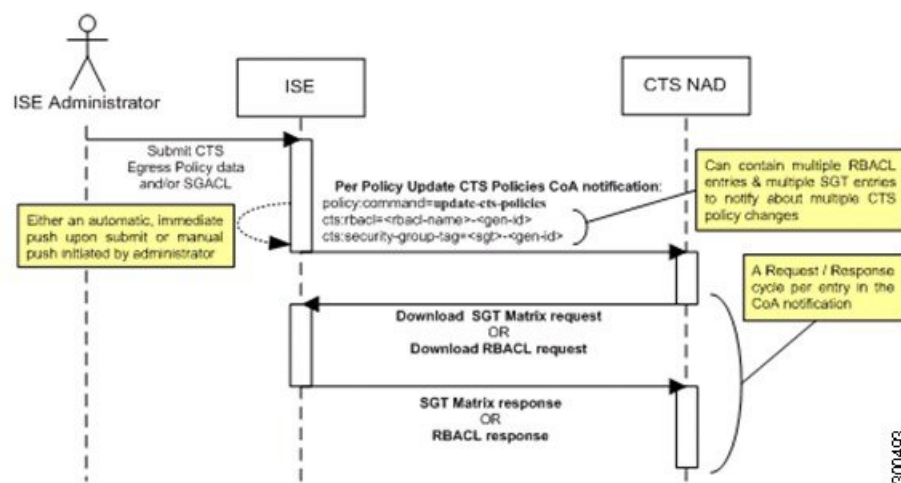 ISE Administrator
ISE
CTS NAD
Submit CTS
Egress Policy data
and/or SGACL
Can contain multiple RBACL
entries & multiple SGT entries
to notify about multiple CTS
policy changes
Per Policy Update CTS Policies CoA notification:
policy:command=update-cts-policies
cts:rbacl=<rbacl-name>-<gen-id>
cts:security-group-tag=<sgt>-<gen-id>
Either an automatic, immediate
push upon submit or manual
push initiated by administrator
A Request / Response
cycle per entry in the
CoA notification
Download SGT Matrix request
OR
Download RBACL request
SGT Matrix response
OR
RBACL response
300493